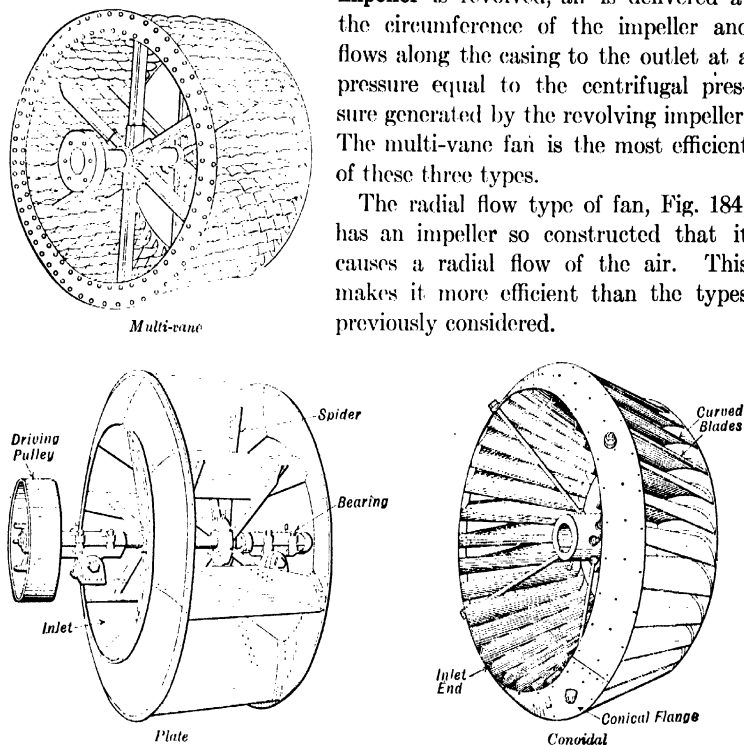 impeller is revolved, air is delivered at
the circumference of the impeller and
flows along the casing to the outlet at a
pressure equal to the centrifugal pres-
sure generated by the revolving impeller
The multi-vane fan is the most efficient
of these three types.
The radial flow type of fan, Fig. 184
has an impeller so constructed that it
causes a radial flow of the air. This
makes it more efficient than the types
previously considered.
Multi-vane
Driving
Pulley
Spider
Bearing
Inlet
Plate
Curved
Blades
Inlet
End
Conical Flange
Conoidal